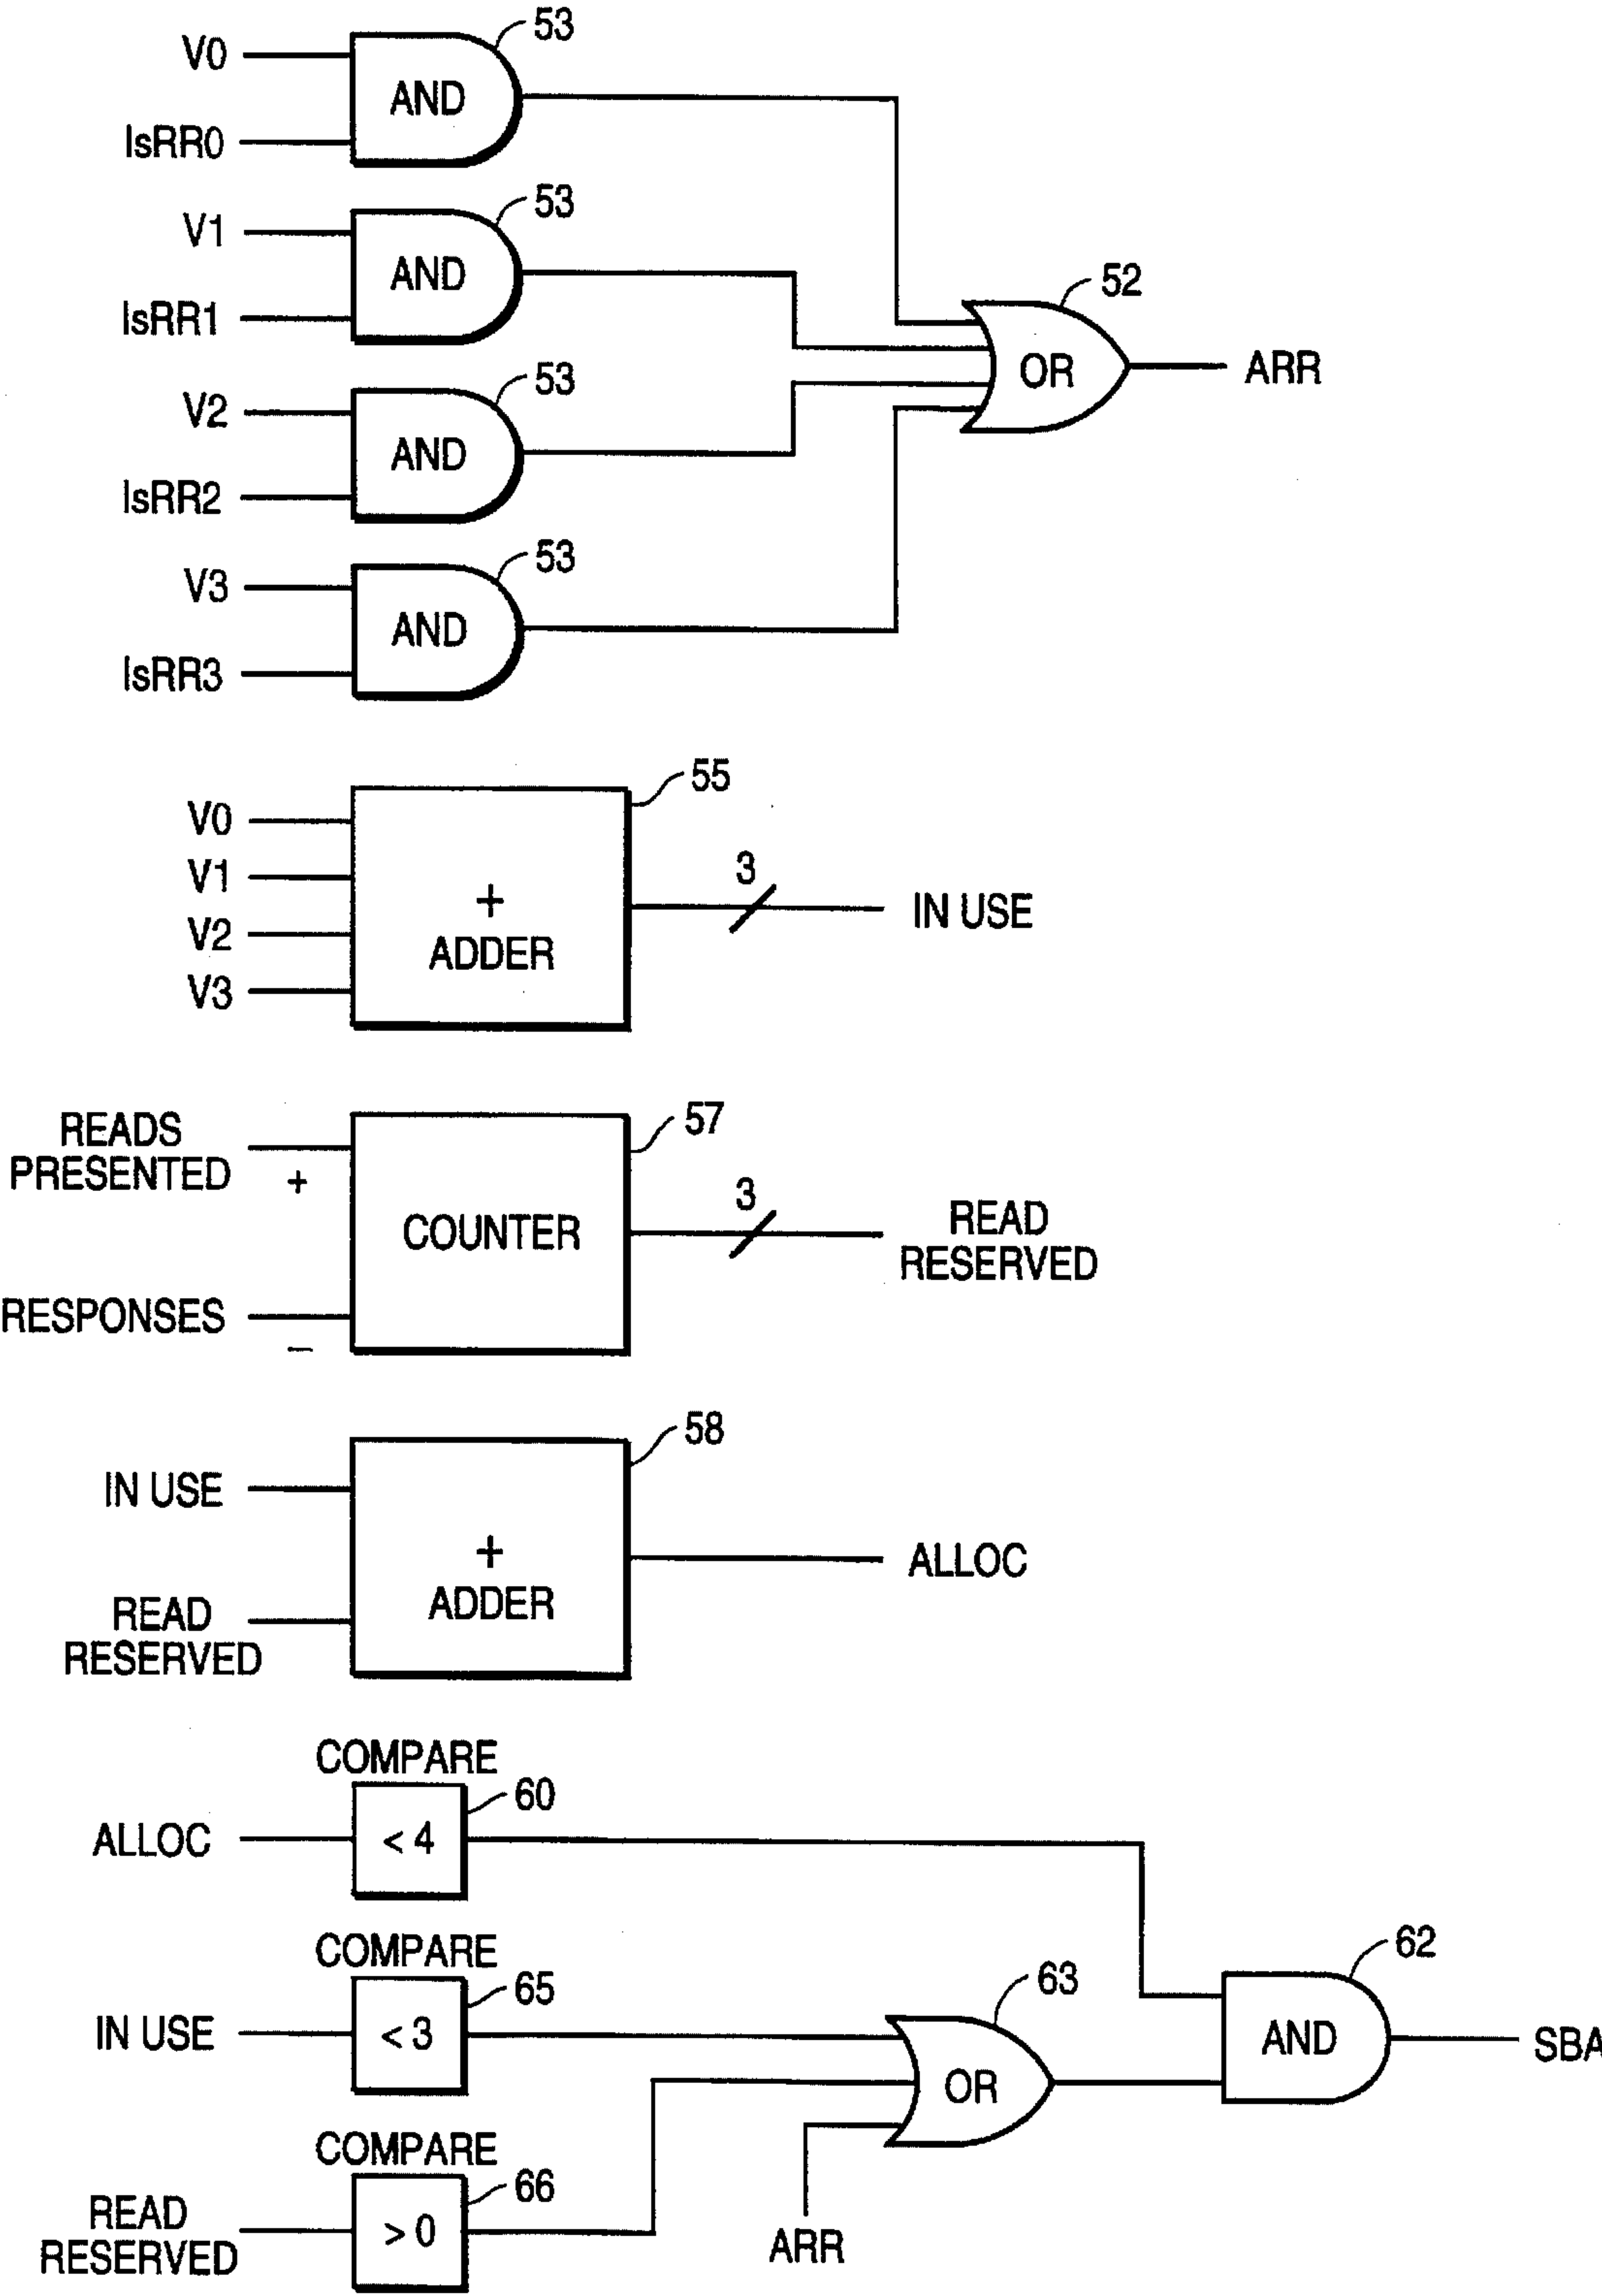 53
V0
AND
IsRR0
53
V1
AND
IsRR1
52
OR
ARR
53
V2
AND
IsRR2
53
V3
AND
IsRR3
55
V0
V1
V2
V3
+
ADDER
3
IN USE
57
READS
PRESENTED
+
COUNTER
3
READ
RESERVED
RESPONSES
–
58
IN USE
+
ADDER
ALLOC
READ
RESERVED
COMPARE
60
ALLOC
< 4
COMPARE
65
IN USE
< 3
63
OR
62
AND
SBA
COMPARE
66
READ
RESERVED
> 0
ARR